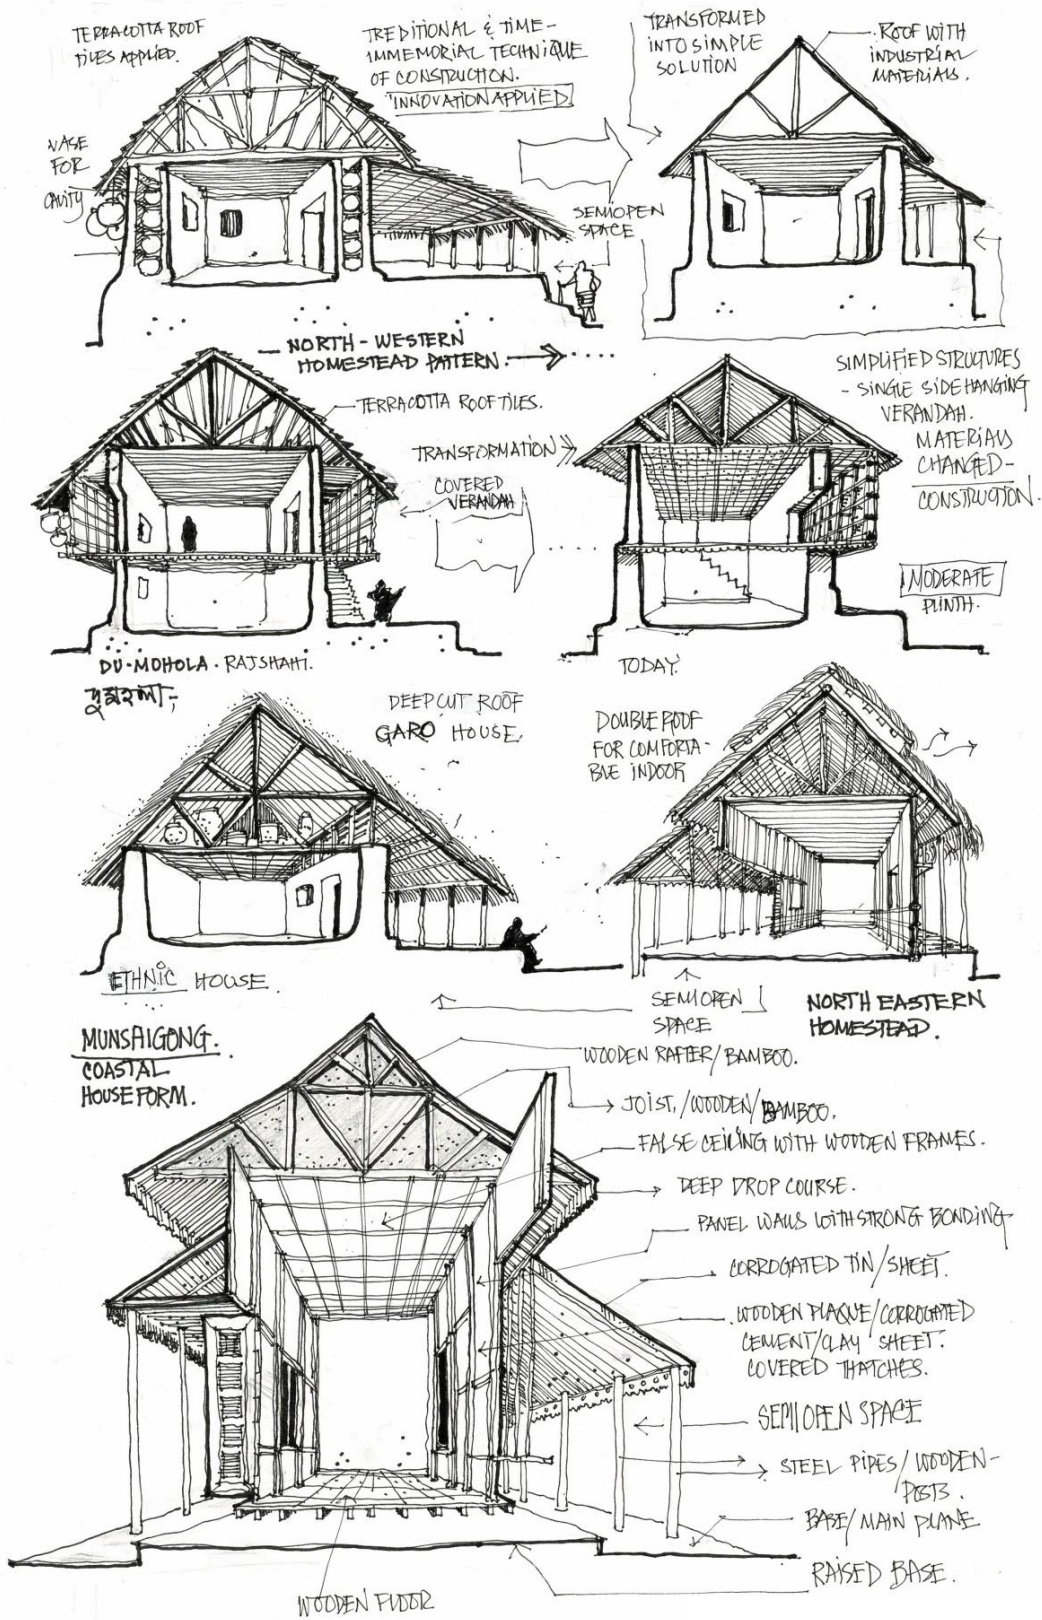 TERRACOTTA ROOF
TILES APPLIED.
TREDITIONAL & TIME-
IMMEMORIAL TECHNIQUE
OF CONSTRUCTION.
INNOVATION APPLIED
TRANSFORMED
INTO SIMPLE
SOLUTION
ROOF WITH
INDUSTRIAL
MATERIALS.
VASE
FOR
CAVITY
SEMIOPEN
SPACE
NORTH-WESTERN
HOMESTEAD PATTERN.
TERRACOTTA ROOF TILES.
TRANSFORMATION
COVERED
VERANDAH
SIMPLIFIED STRUCTURES
- SINGLE SIDE HANGING
VERANDAH.
MATERIALS
CHANGED-
CONSTRUCTION.
MODERATE
PLINTH.
DU-MOHOLA. RAJSHAHI.
TODAY.
DEEP CUT ROOF
GARO HOUSE,
DOUBLE ROOF
FOR COMFORTA-
BLE INDOOR
ETHNIC HOUSE.
SEMIOPEN
SPACE
NORTH EASTERN
HOMESTEAD.
MUNSHIGONG.
COASTAL
HOUSE FORM.
WOODEN RAFTER/BAMBOO.
JOIST,/WOODEN/BAMBOO.
FALSE CEILING WITH WOODEN FRAMES.
DEEP DROP COURSE.
PANEL WALLS WITH STRONG BONDING
CORROGATED TIN/SHEET.
WOODEN PLAQUE/CORROGATED
CEMENT/CLAY SHEET.
COVERED THATCHES.
SEMIOPEN SPACE
STEEL PIPES/WOODEN-
POSTS.
BASE/MAIN PLANE
RAISED BASE.
WOODEN FLOOR